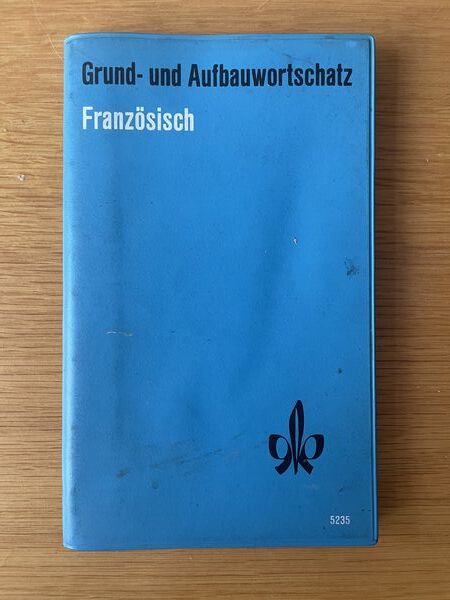 Grund- und Aufbauwortschatz
Französisch
5235